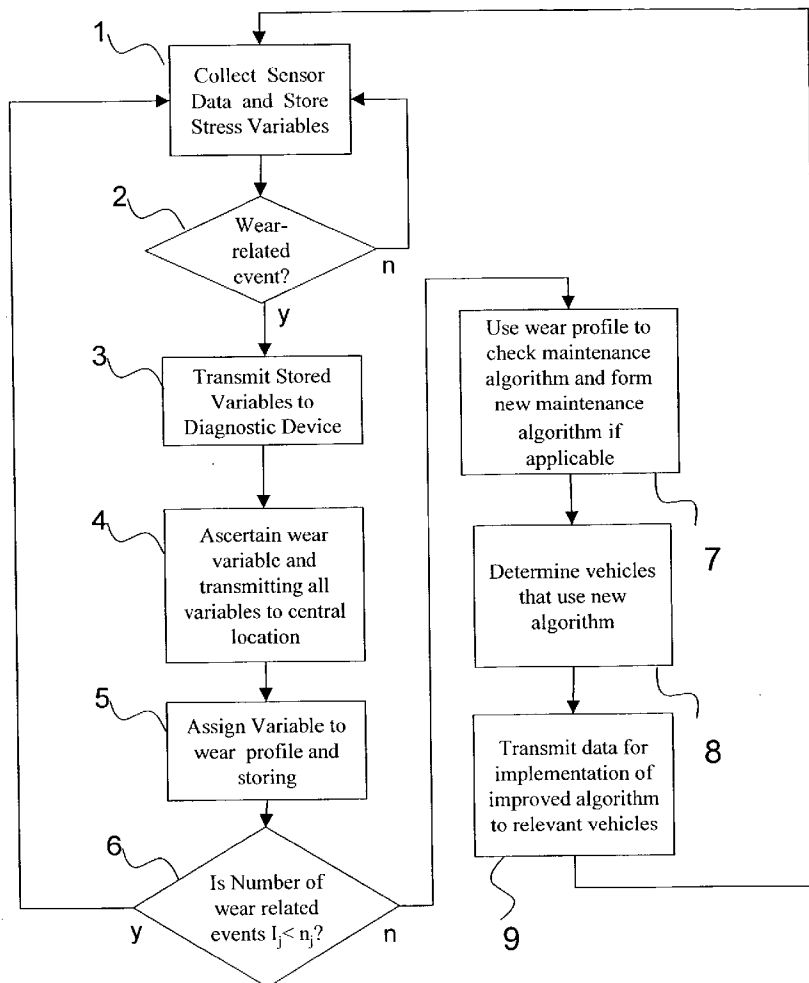 1
Collect Sensor
Data and Store
Stress Variables
2
Wear-
related
event?
n
y
3
Transmit Stored
Variables to
Diagnostic Device
4
Ascertain wear
variable and
transmitting all
variables to central
location
5
Assign Variable to
wear profile and
storing
6
Is Number of
wear related
events I_j< n_j?
y
n
Use wear profile to
check maintenance
algorithm and form
new maintenance
algorithm if
applicable
7
Determine vehicles
that use new
algorithm
8
Transmit data for
implementation of
improved algorithm
to relevant vehicles
9